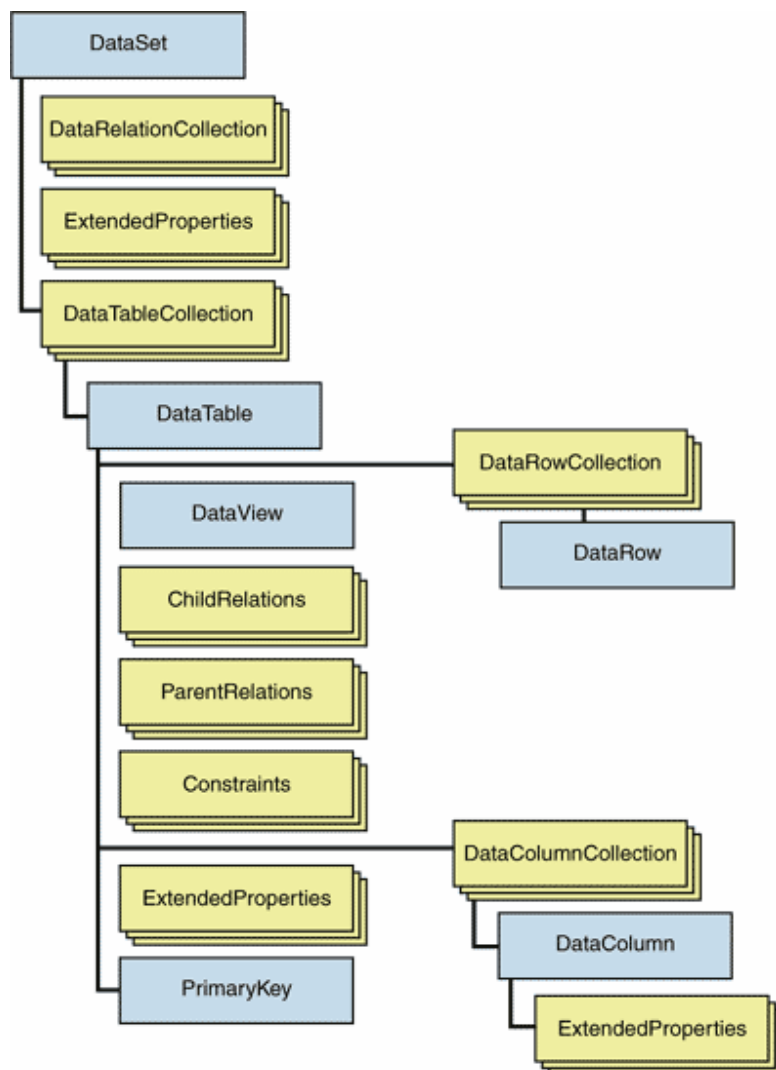 DataSet
DataRelationCollection
ExtendedProperties
DataTableCollection
DataTable
DataRowCollection
DataView
DataRow
ChildRelations
ParentRelations
Constraints
DataColumnCollection
ExtendedProperties
DataColumn
PrimaryKey
ExtendedProperties